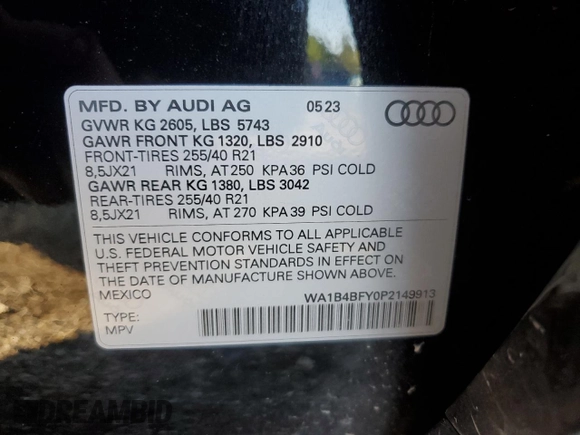 MFD. BY AUDI AG 05 23
GVWR KG 2605, LBS 5743
GAWR FRONT KG 1320, LBS 2910
FRONT-TIRES 255/40 R21
8,5JX21 RIMS, AT 250 KPA 36 PSI COLD
GAWR REAR KG 1380, LBS 3042
REAR-TIRES 255/40 R21
8,5JX21 RIMS, AT 270 KPA 39 PSI COLD
THIS VEHICLE CONFORMS TO ALL APPLICABLE
U.S. FEDERAL MOTOR VEHICLE SAFETY AND
THEFT PREVENTION STANDARDS IN EFFECT ON
THE DATE OF MANUFACTURE SHOWN ABOVE.
MEXICO WA1B4BFY0P2149913
TYPE:
MPV
DREAMBID